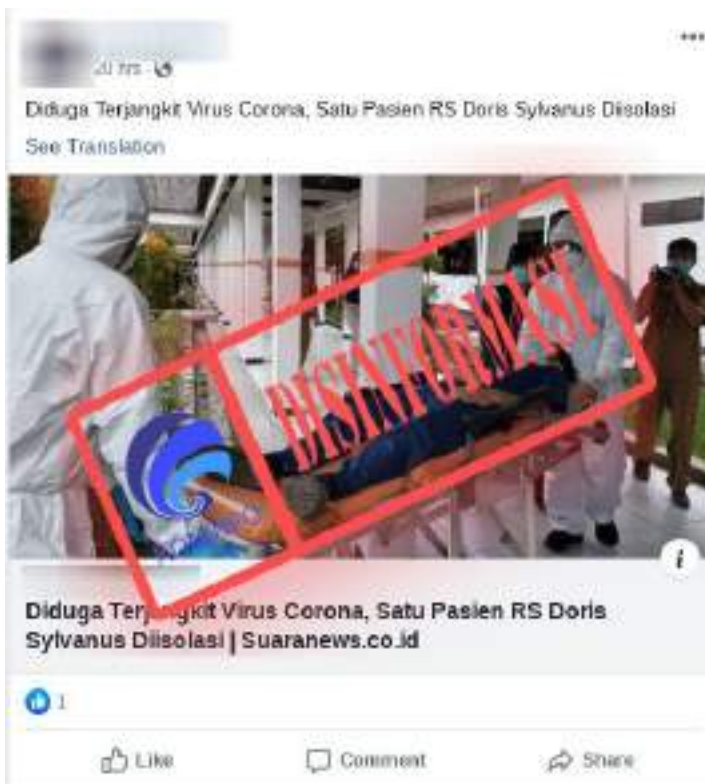 20 hrs
Diduga Terjangkit Virus Corona, Satu Pasien RS Doris Sylvanus Diisolasi
See Translation
DISINFORMASI
Diduga Terjangkit Virus Corona, Satu Pasien RS Doris
Sylvanus Diisolasi | Suaranews.co.id
1
Like
Comment
Share